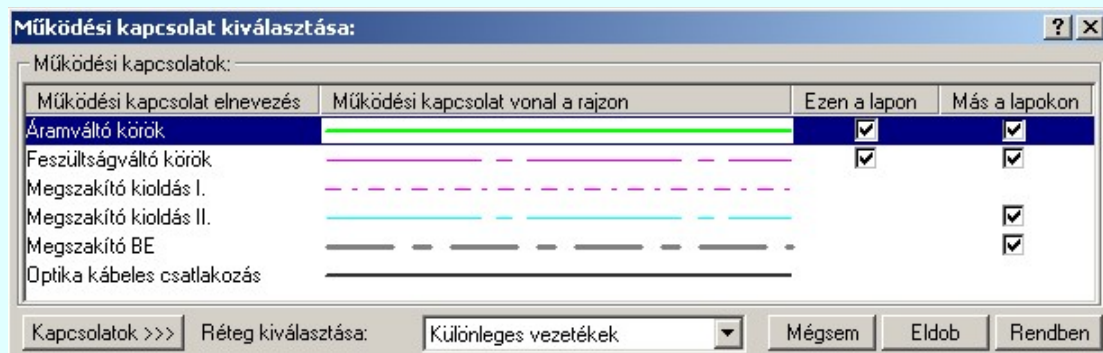 Működési kapcsolat kiválasztása:
Működési kapcsolatok:
Működési kapcsolat elnevezés Működési kapcsolat vonal a rajzon Ezen a lapon Más a lapokon
Áramváltó körök
Feszültságváltó körök
Megszakító kioldás I.
Megszakító kioldás II.
Megszakító BE
Optika kábeles csatlakozás
Kapcsolatok >>> Réteg kiválasztása: Különleges vezetékek Mégsem Eldob Rendben